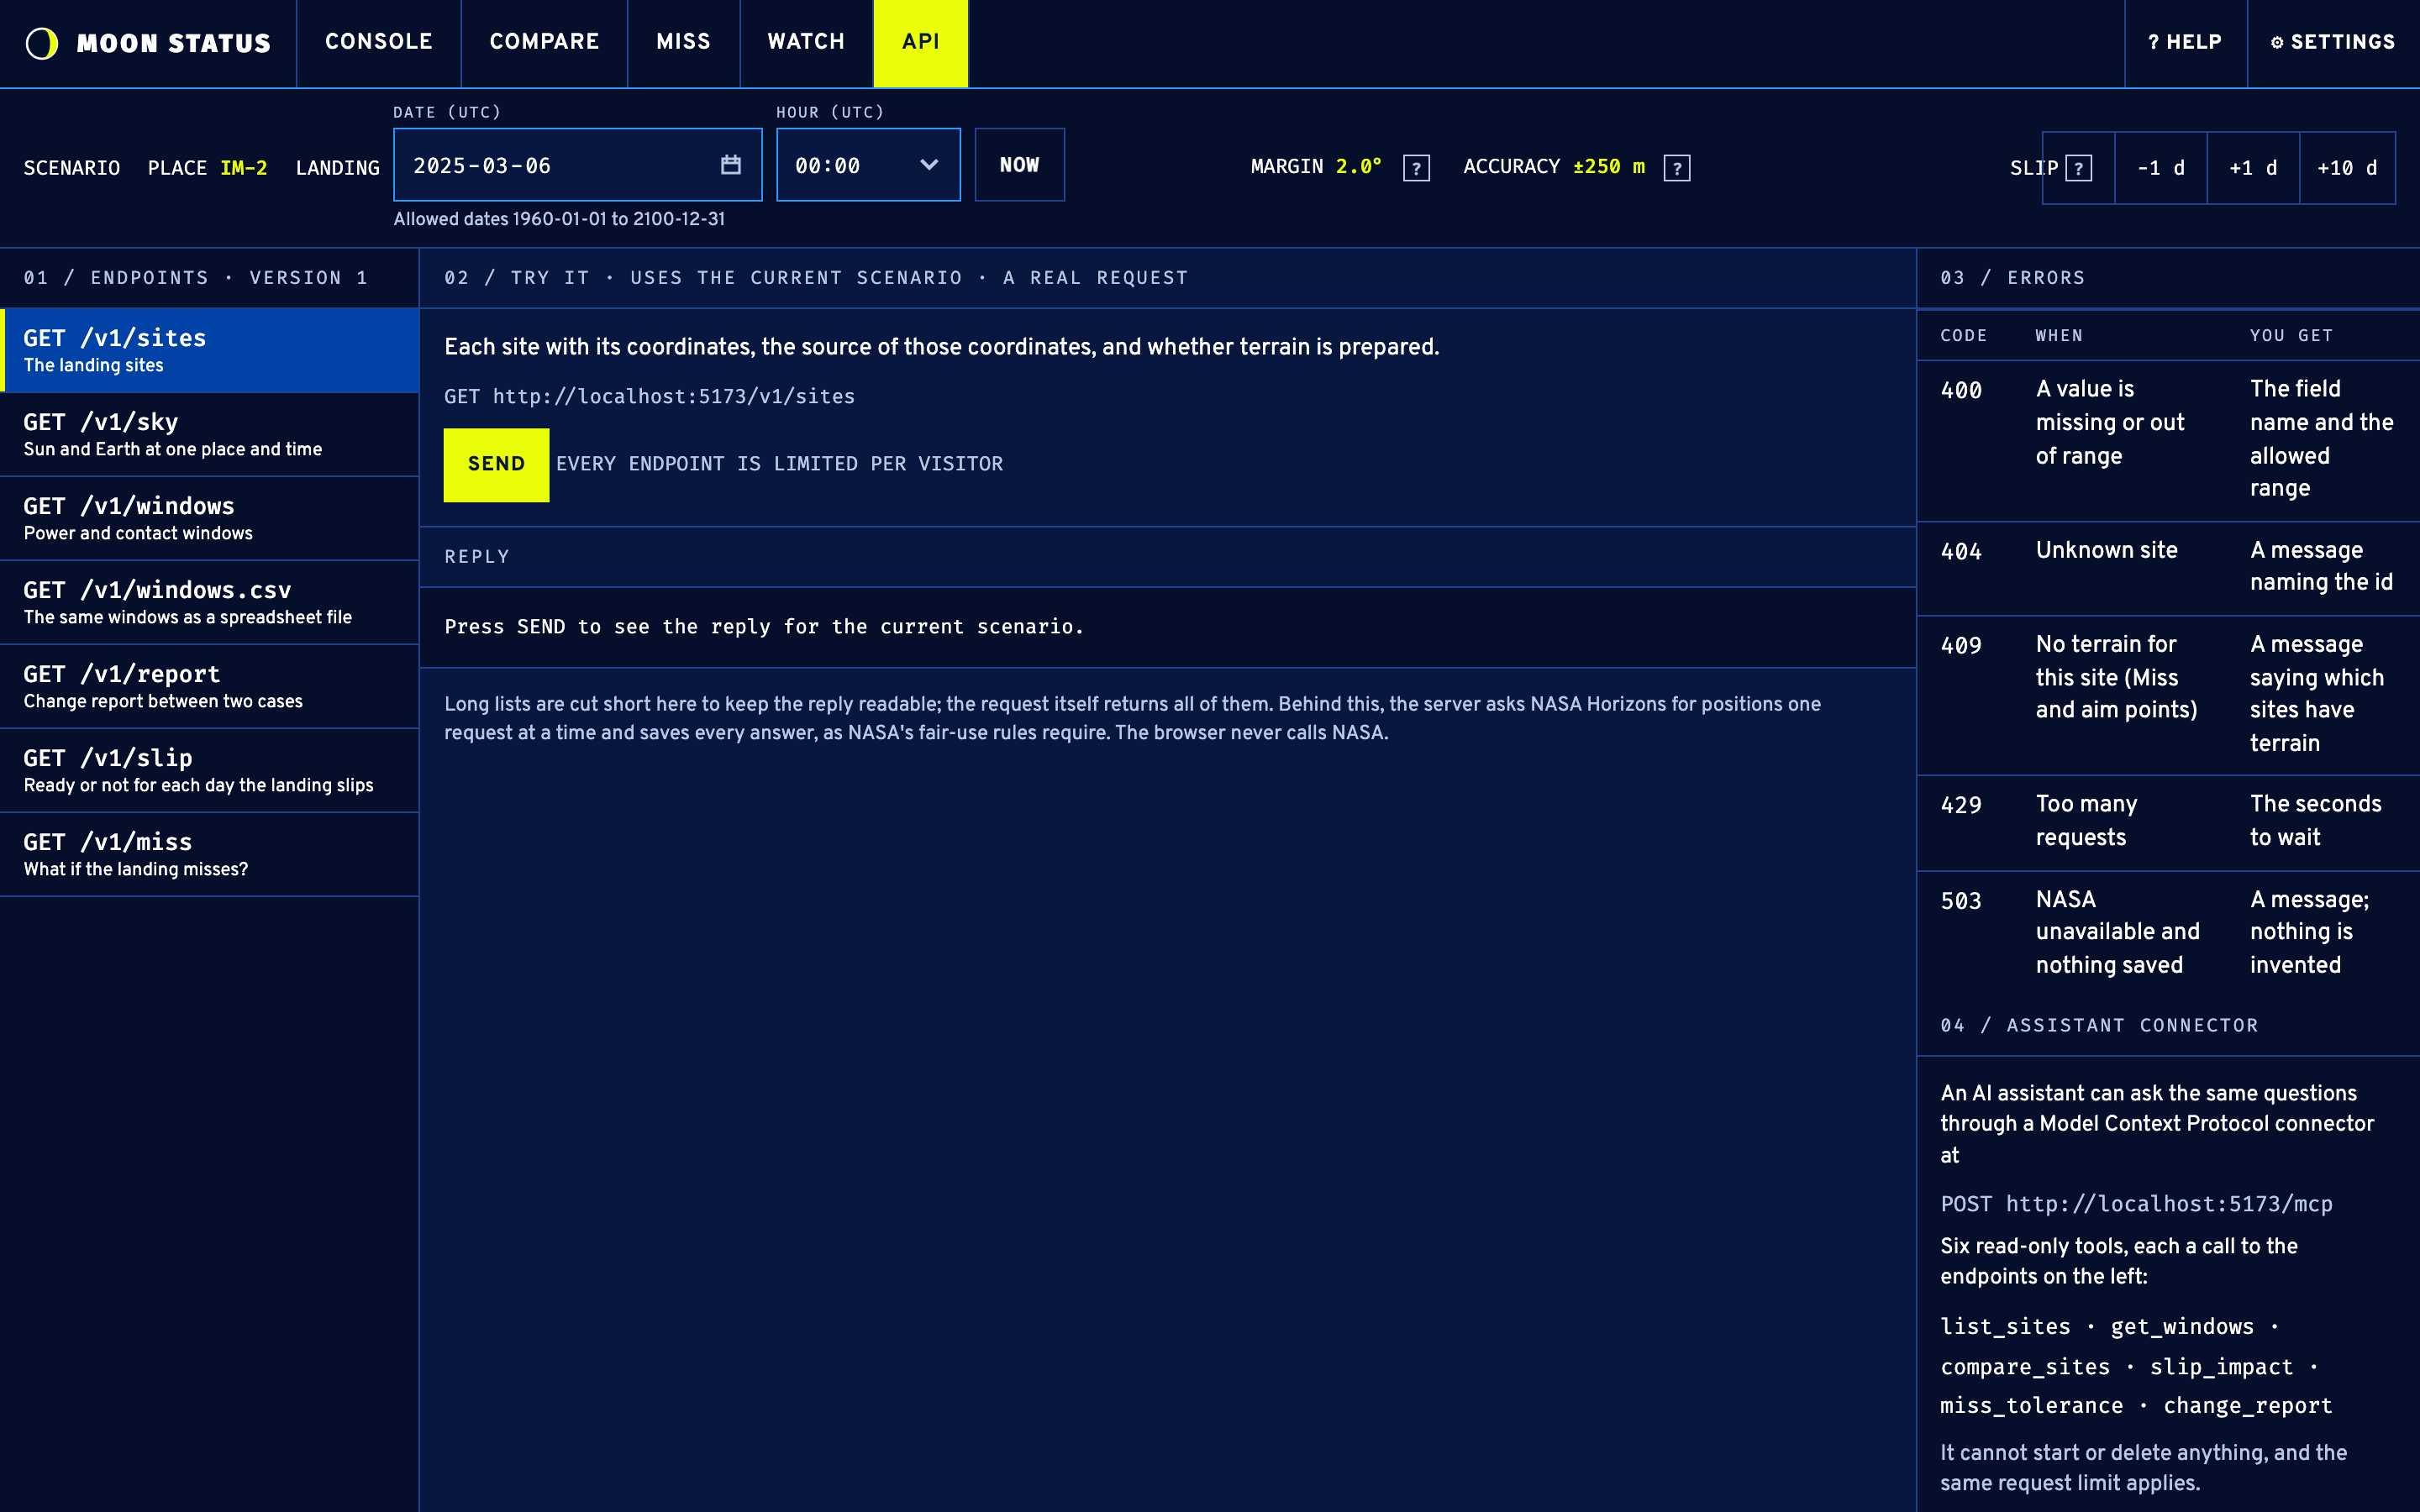 MOON STATUS
CONSOLE
COMPARE
MISS
WATCH
API
? HELP
⚙ SETTINGS
SCENARIO
PLACE IM-2
LANDING
DATE (UTC)
2025-03-06
Allowed dates 1960-01-01 to 2100-12-31
HOUR (UTC)
00:00
NOW
MARGIN 2.0° ?
ACCURACY ±250 m ?
SLIP ?
-1 d
+1 d
+10 d
01 / ENDPOINTS · VERSION 1
GET /v1/sites
The landing sites
GET /v1/sky
Sun and Earth at one place and time
GET /v1/windows
Power and contact windows
GET /v1/windows.csv
The same windows as a spreadsheet file
GET /v1/report
Change report between two cases
GET /v1/slip
Ready or not for each day the landing slips
GET /v1/miss
What if the landing misses?
02 / TRY IT · USES THE CURRENT SCENARIO · A REAL REQUEST
Each site with its coordinates, the source of those coordinates, and whether terrain is prepared.
GET http://localhost:5173/v1/sites
SEND
EVERY ENDPOINT IS LIMITED PER VISITOR
REPLY
Press SEND to see the reply for the current scenario.
Long lists are cut short here to keep the reply readable; the request itself returns all of them. Behind this, the server asks NASA Horizons for positions one
request at a time and saves every answer, as NASA's fair-use rules require. The browser never calls NASA.
03 / ERRORS
CODE
WHEN
YOU GET
400
A value is
missing or out
of range
The field
name and the
allowed
range
404
Unknown site
A message
naming the id
409
No terrain for
this site (Miss
and aim points)
A message
saying which
sites have
terrain
429
Too many
requests
The seconds
to wait
503
NASA
unavailable and
nothing saved
A message;
nothing is
invented
04 / ASSISTANT CONNECTOR
An AI assistant can ask the same questions
through a Model Context Protocol connector
at
POST http://localhost:5173/mcp
Six read-only tools, each a call to the
endpoints on the left:
list_sites · get_windows ·
compare_sites · slip_impact ·
miss_tolerance · change_report
It cannot start or delete anything, and the
same request limit applies.